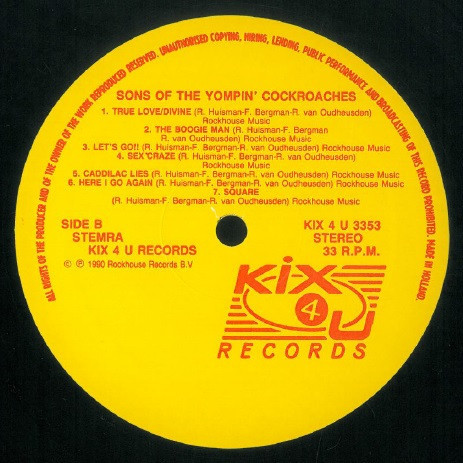 ALL RIGHTS OF THE PRODUCER AND OF THE OWNER OF THE WORK REPRODUCED RESERVED. UNAUTHORISED COPYING, HIRING, LENDING, PUBLIC PERFORMANCE AND BROADCASTING OF THIS RECORD PROHIBITED. MADE IN HOLLAND.
SONS OF THE YOMPIN' COCKROACHES
1. TRUE LOVE/DIVINE (R. Huisman-F. Bergman-R. van Oudheusden)
Rockhouse Music
2. THE BOOGIE MAN (R. Huisman-F. Bergman
R. van Oudheusden) Rockhouse Music
3. LET'S GO!! (R. Huisman-F. Bergman-R. van Oudheusden) Rockhouse Music
4. SEX'CRAZE (R. Huisman-F. Bergman-R. van Oudheusden)
Rockhouse Music
5. CADDILAC LIES (R. Huisman-F. Bergman-R. van Oudheusden) Rockhouse Music
6. HERE I GO AGAIN (R. Huisman-F. Bergman-R. van Oudheusden) Rockhouse Music
7. SQUARE
(R. Huisman-F. Bergman-R. van Oudheusden) Rockhouse Music
SIDE B
STEMRA
KIX 4 U RECORDS
© ℗ 1990 Rockhouse Records B.V
KIX 4 U 3353
STEREO
33 R.P.M.
K-i-X
4
U
RECORDS